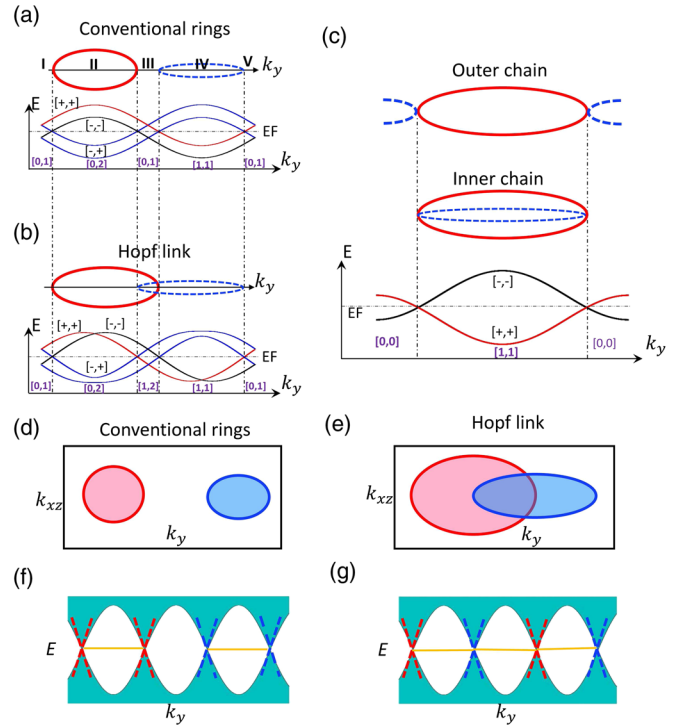 (a)
Conventional rings
I II III IV V k_y
E
[+,+]
[-,-]
[-,+]
EF
[0,1] [0,2] [0,1] [1,1] [0,1]
k_y
(b)
Hopf link
k_y
E
[+,+] [-,-]
[-,+]
EF
[0,1] [0,2] [1,2] [1,1] [0,1]
k_y
(c)
Outer chain
Inner chain
E
[-,-]
EF
[+,+]
[0,0] [1,1] [0,0]
k_y
(d)
Conventional rings
k_xz
k_y
(e)
Hopf link
k_xz
k_y
(f)
E
k_y
(g)
E
k_y